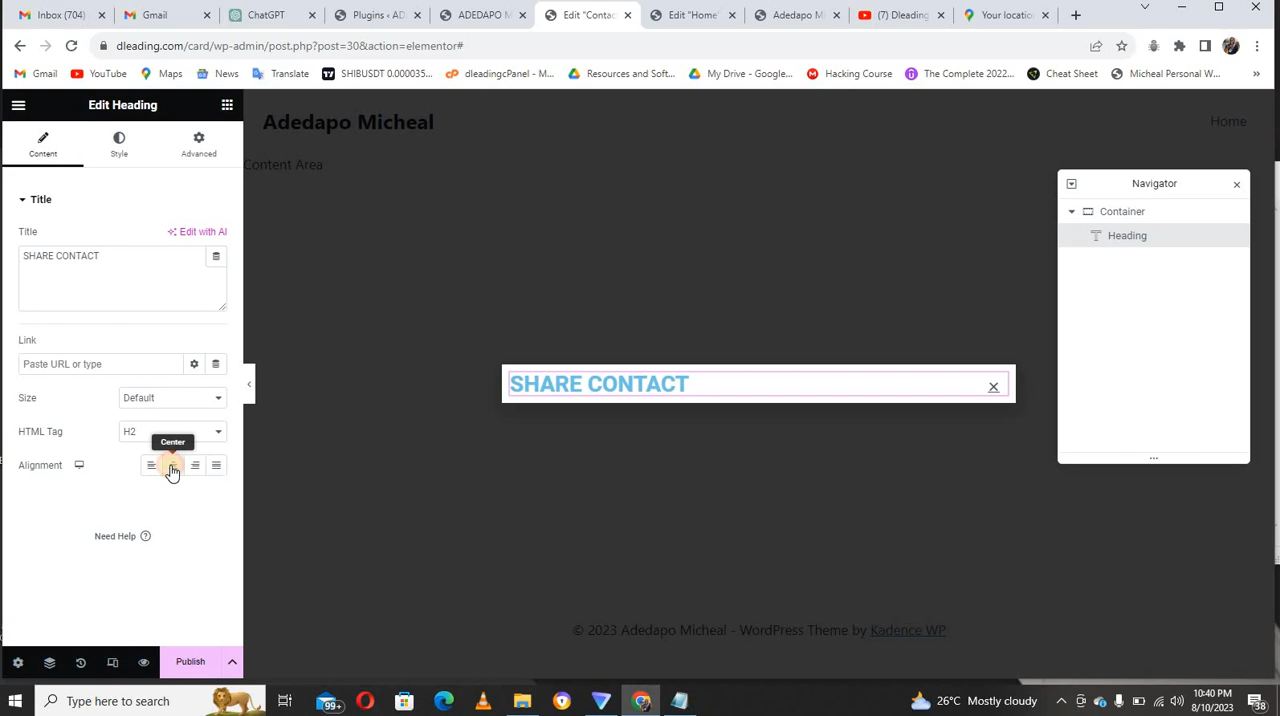 Inbox (704)
Gmail
ChatGPT
Plugins ‹ AD
ADEDAPO M
Edit "Contac
Edit "Home"
Adedapo Mi
(7) Dleading
Your locatio
dleading.com/card/wp-admin/post.php?post=30&action=elementor#
Gmail
YouTube
Maps
News
Translate
SHIBUSDT 0.000035...
dleadingcPanel - M...
Resources and Soft...
My Drive - Google...
Hacking Course
The Complete 2022...
Cheat Sheet
Micheal Personal W...
Edit Heading
Content
Style
Advanced
Title
Title
Edit with AI
SHARE CONTACT
Link
Paste URL or type
Size
Default
HTML Tag
H2
Center
Alignment
Need Help
Publish
Adedapo Micheal
Home
Content Area
SHARE CONTACT
Navigator
Container
Heading
© 2023 Adedapo Micheal - WordPress Theme by Kadence WP
Type here to search
99+
26°C Mostly cloudy
10:40 PM
8/10/2023
38